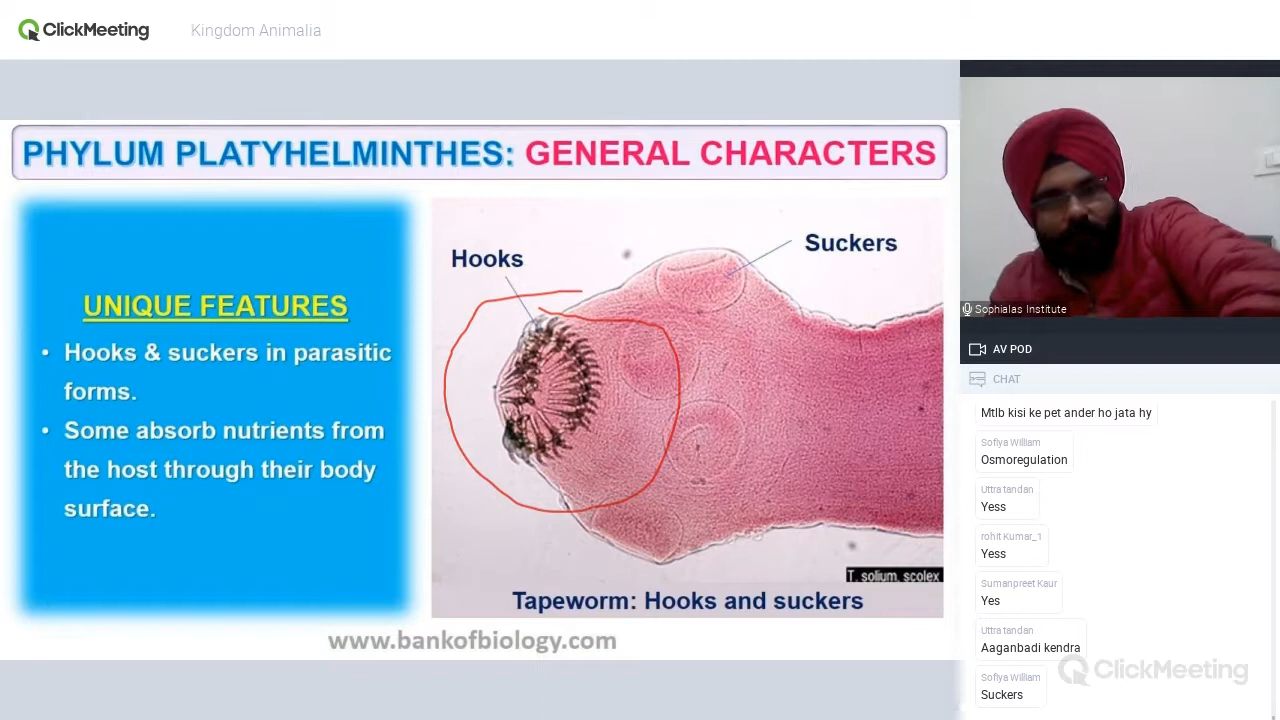 ClickMeeting
Kingdom Animalia
PHYLUM PLATYHELMINTHES: GENERAL CHARACTERS
UNIQUE FEATURES
• Hooks & suckers in parasitic
forms.
• Some absorb nutrients from
the host through their body
surface.
Hooks
Suckers
T. solium, scolex
Tapeworm: Hooks and suckers
www.bankofbiology.com
Sophialas Institute
AV POD
CHAT
Mtlb kisi ke pet ander ho jata hy
Sofiya William
Osmoregulation
Uttra tandan
Yess
rohit Kumar_1
Yess
Sumanpreet Kaur
Yes
Uttra tandan
Aaganbadi kendra
Sofiya William
Suckers
ClickMeeting